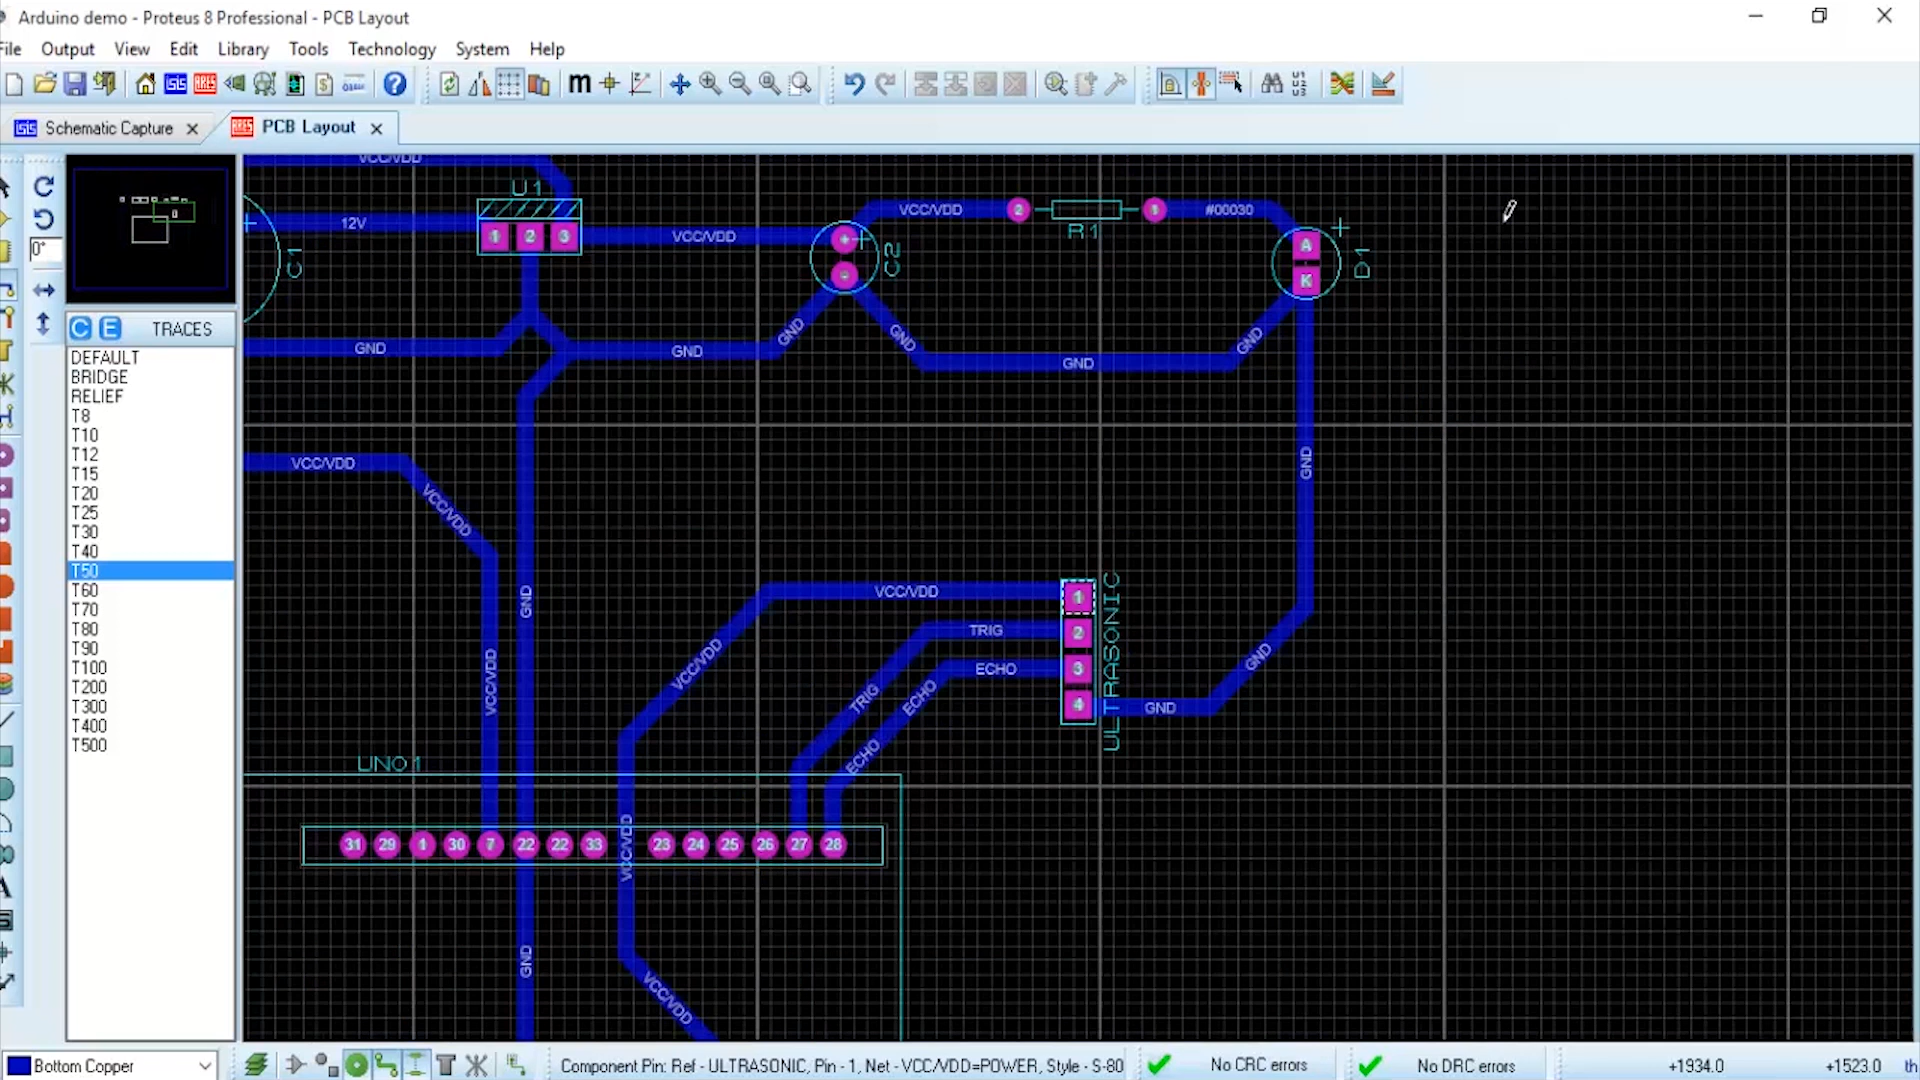 Arduino demo - Proteus 8 Professional - PCB Layout
File Output View Edit Library Tools Technology System Help
Schematic Capture
PCB Layout
0°
C E TRACES
DEFAULT
BRIDGE
RELIEF
T8
T10
T12
T15
T20
T25
T30
T40
T50
T60
T70
T80
T90
T100
T200
T300
T400
T500
VCC/VDD
U1
12V
1 2 3
VCC/VDD
C1
C2
VCC/VDD
2
R1
1
#00030
A
K
D1
GND
GND
GND
GND
GND
GND
GND
VCC/VDD
VCC/VDD
VCC/VDD
GND
VCC/VDD
VCC/VDD
TRIG
TRIG
ECHO
ECHO
ECHO
1
2
3
4
ULTRASONIC
GND
GND
UNO1
31 29 1 30 7 22 22 33 23 24 25 26 27 28
VCC/VDD
GND
VCC/VDD
Bottom Copper
Component Pin: Ref - ULTRASONIC, Pin - 1, Net - VCC/VDD=POWER, Style - S-80
No CRC errors
No DRC errors
+1934.0
+1523.0
th